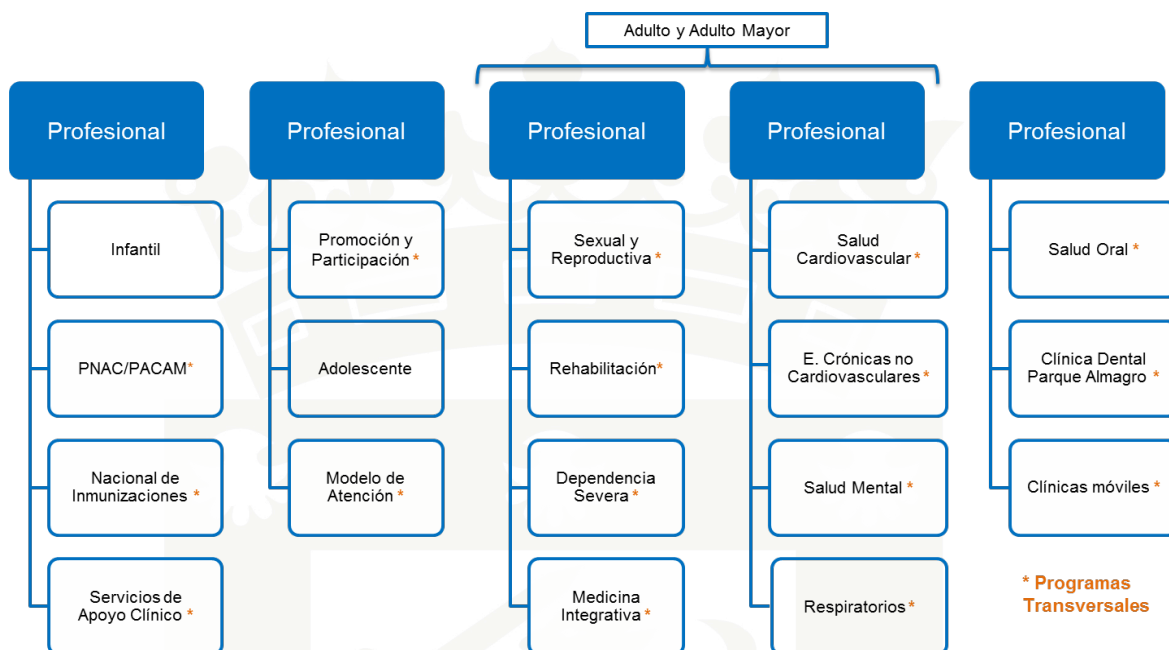 Adulto y Adulto Mayor
Profesional
Profesional
Profesional
Profesional
Profesional
Infantil
PNAC/PACAM*
Nacional de
Inmunizaciones *
Servicios de
Apoyo Clínico *
Promoción y
Participación *
Adolescente
Modelo de
Atención *
Sexual y
Reproductiva *
Rehabilitación*
Dependencia
Severa *
Medicina
Integrativa *
Salud
Cardiovascular *
E. Crónicas no
Cardiovasculares *
Salud Mental *
Respiratorios *
Salud Oral *
Clínica Dental
Parque Almagro *
Clínicas móviles *
* Programas
Transversales